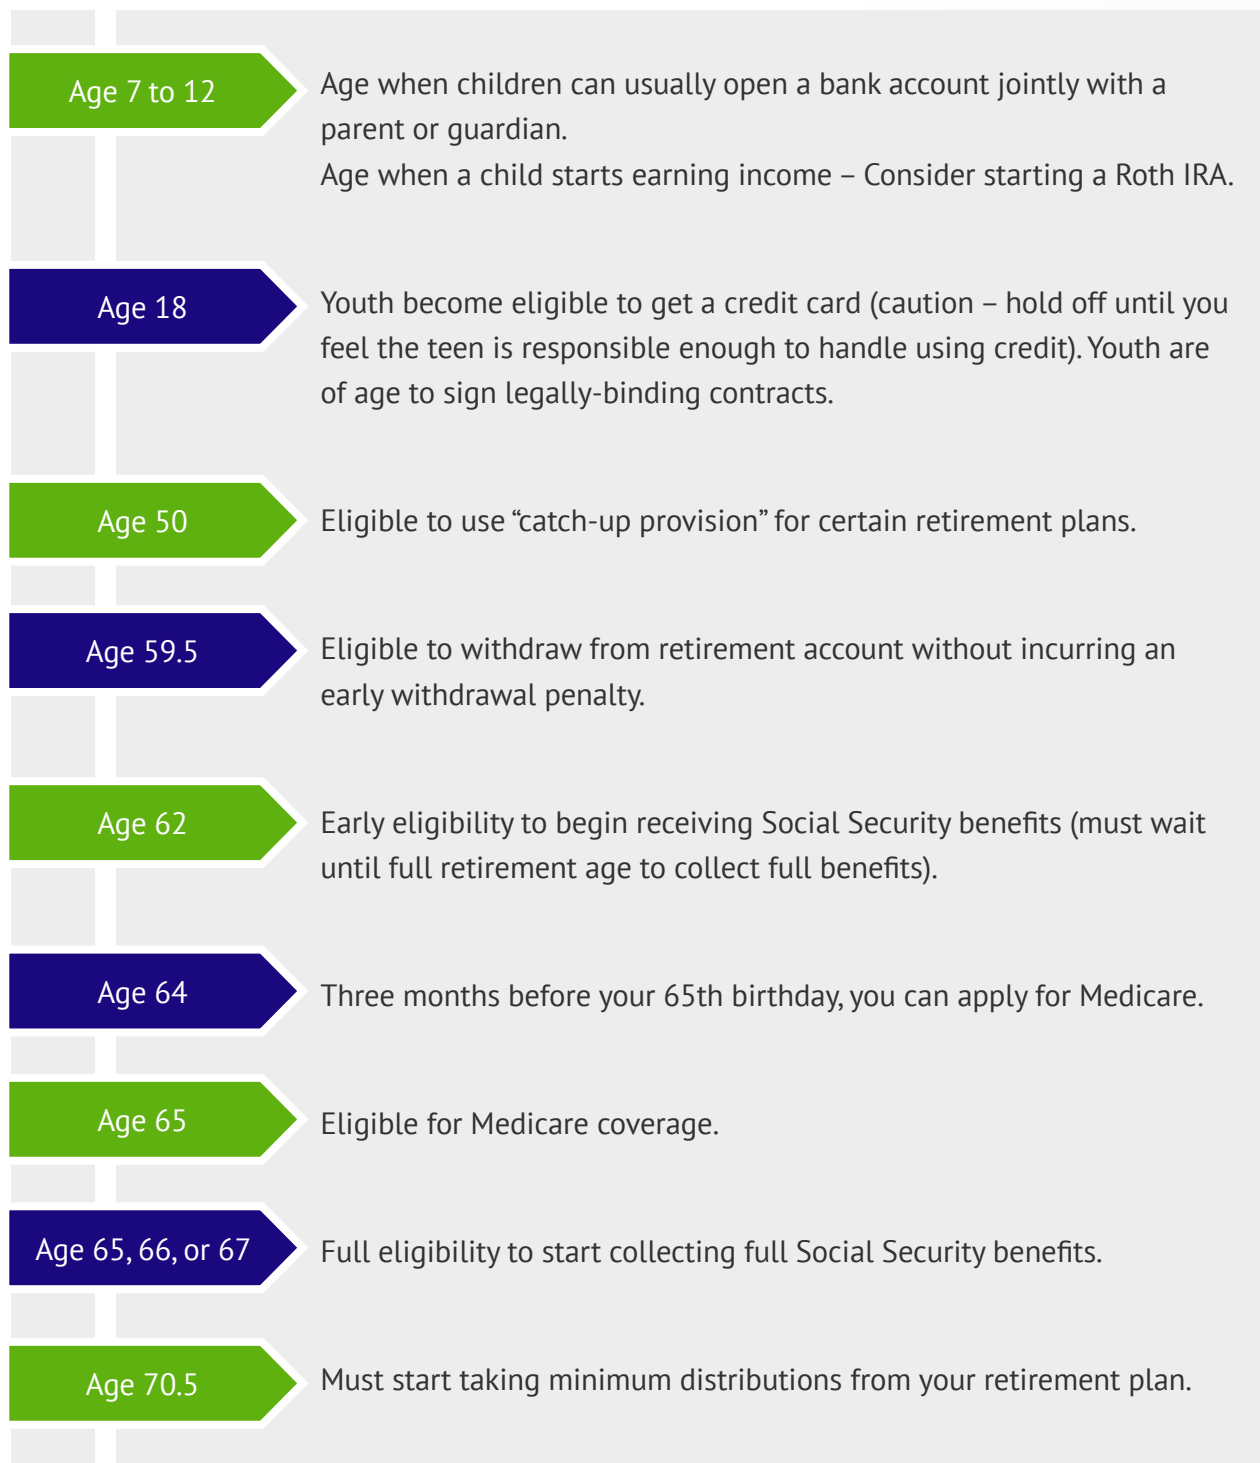 Age 7 to 12
Age when children can usually open a bank account jointly with a
parent or guardian.
Age when a child starts earning income – Consider starting a Roth IRA.
Age 18
Youth become eligible to get a credit card (caution – hold off until you
feel the teen is responsible enough to handle using credit). Youth are
of age to sign legally-binding contracts.
Age 50
Eligible to use “catch-up provision” for certain retirement plans.
Age 59.5
Eligible to withdraw from retirement account without incurring an
early withdrawal penalty.
Age 62
Early eligibility to begin receiving Social Security benefits (must wait
until full retirement age to collect full benefits).
Age 64
Three months before your 65th birthday, you can apply for Medicare.
Age 65
Eligible for Medicare coverage.
Age 65, 66, or 67
Full eligibility to start collecting full Social Security benefits.
Age 70.5
Must start taking minimum distributions from your retirement plan.